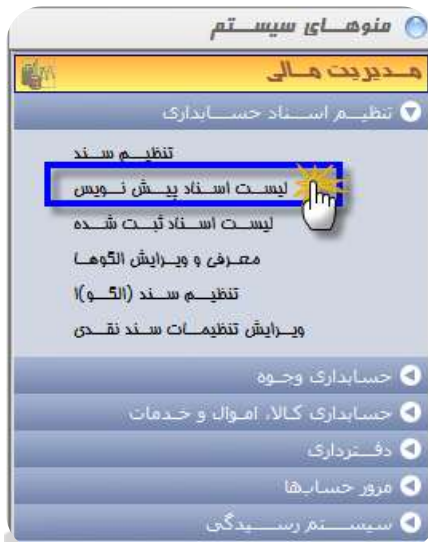 منوهای سیستم
مدیریت مالی
تنظیم اسناد حسابداری
تنظیم سند
لیست اسناد پیش نویس
لیست اسناد ثبت شده
معرفی و ویرایش الگوها
تنظیم سند (الگو)ا
ویرایش تنظیمات سند نقدی
حسابداری وجوه
حسابداری کالا، اموال و خدمات
دفترداری
مرور حسابها
سیستم رسیدگی